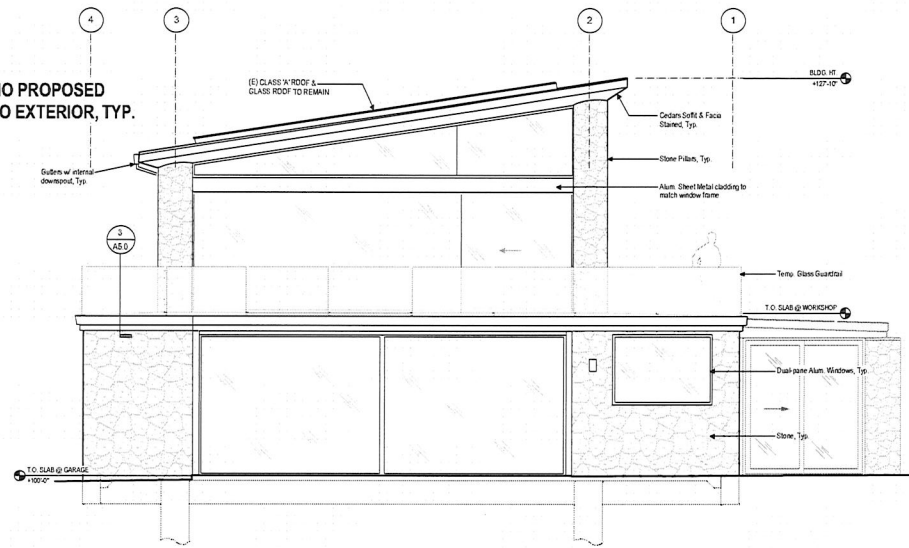 4
3
2
1
NO PROPOSED
O EXTERIOR, TYP.
(E) CLASS 'A' ROOF &
GLASS ROOF TO REMAIN
BLDG. HT.
+127'-10"
Cedars Soffit & Facia
Stained, Typ.
Stone Pillars, Typ.
Gutters w/ internal
downspout, Typ.
Alum. Sheet Metal cladding to
match window frame
3
A5.0
Temp. Glass Guardrail
T.O. SLAB @ WORKSHOP
Dual-pane Alum. Windows, Typ
Stone, Typ.
T.O. SLAB @ GARAGE
+100'-0"